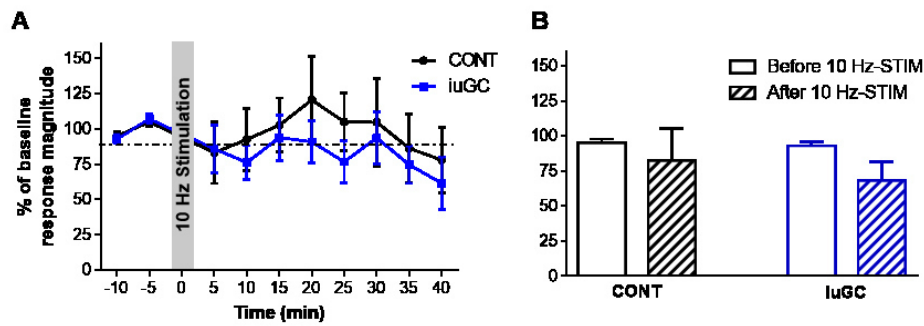 A
% of baseline
response magnitude
150
125
100
75
50
25
0
10 Hz Stimulation
CONT
iuGC
-10 -5 0 5 10 15 20 25 30 35 40
Time (min)
B
150
125
100
75
50
25
0
Before 10 Hz-STIM
After 10 Hz-STIM
CONT
iuGC